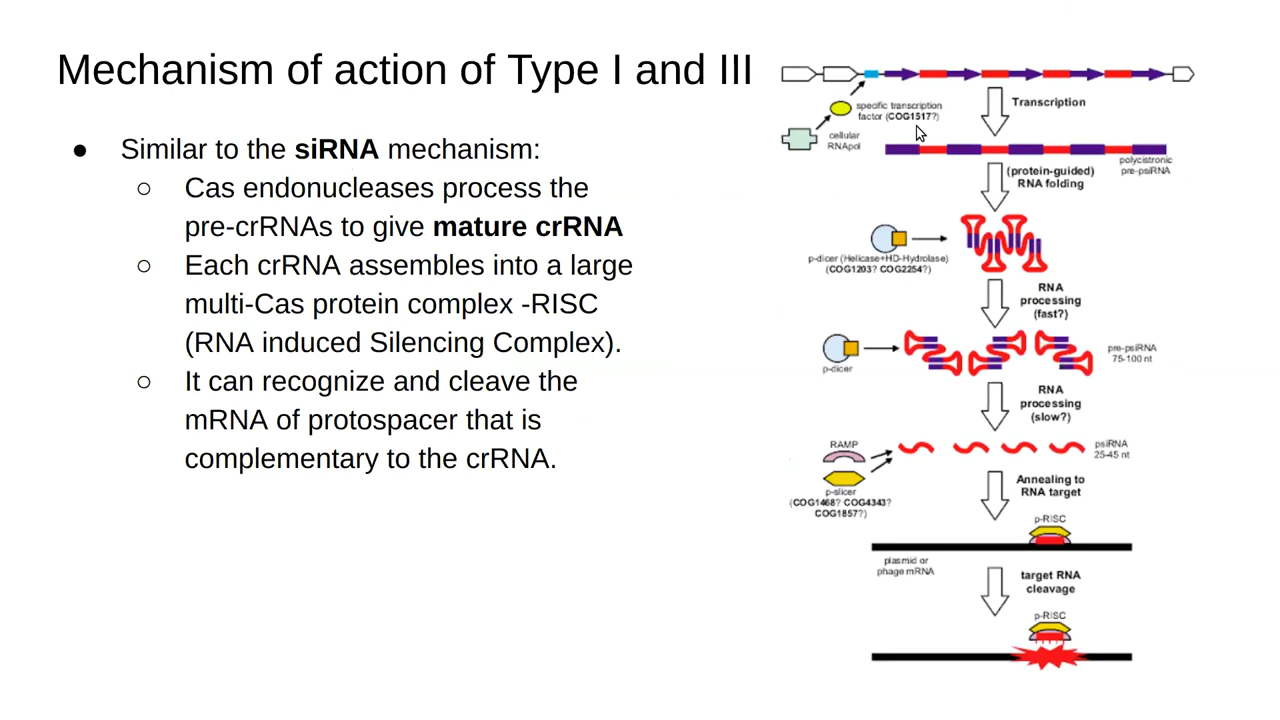 Mechanism of action of Type I and III
● Similar to the siRNA mechanism:
○ Cas endonucleases process the
pre-crRNAs to give mature crRNA
○ Each crRNA assembles into a large
multi-Cas protein complex -RISC
(RNA induced Silencing Complex).
○ It can recognize and cleave the
mRNA of protospacer that is
complementary to the crRNA.
specific transcription
factor (COG1517?)
Transcription
cellular
RNApol
polycistronic
pre-psiRNA
(protein-guided)
RNA folding
p-dicer (Helicase+HD-Hydrolase)
(COG1203? COG2254?)
RNA
processing
(fast?)
p-dicer
pre-psiRNA
75-100 nt
RNA
processing
(slow?)
RAMP
psiRNA
25-45 nt
p-slicer
(COG1468? COG4343?
COG1857?)
Annealing to
RNA target
p-RISC
plasmid or
phage mRNA
target RNA
cleavage
p-RISC